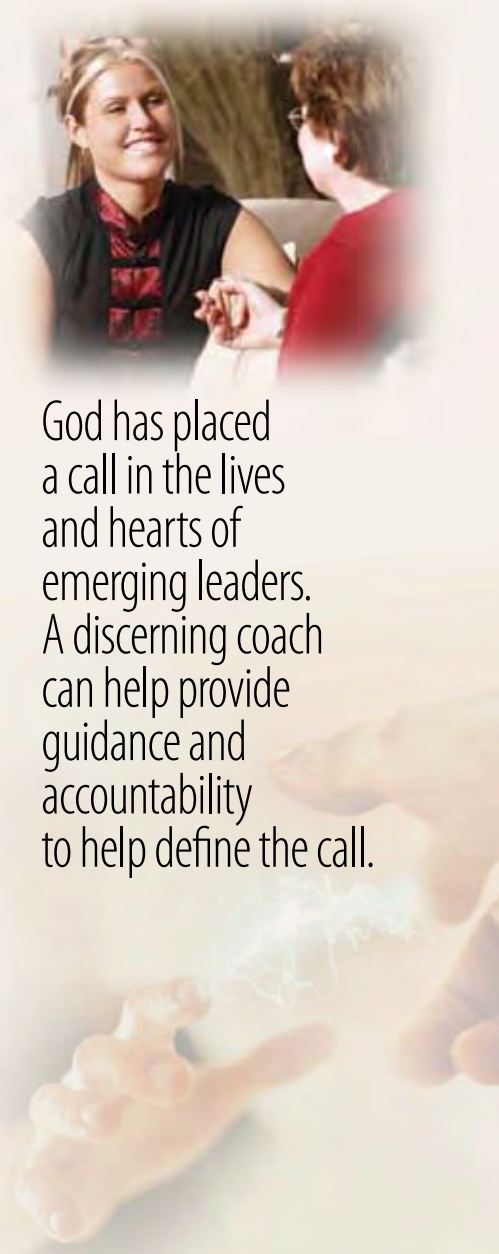 God has placed
a call in the lives
and hearts of
emerging leaders.
A discerning coach
can help provide
guidance and
accountability
to help define the call.